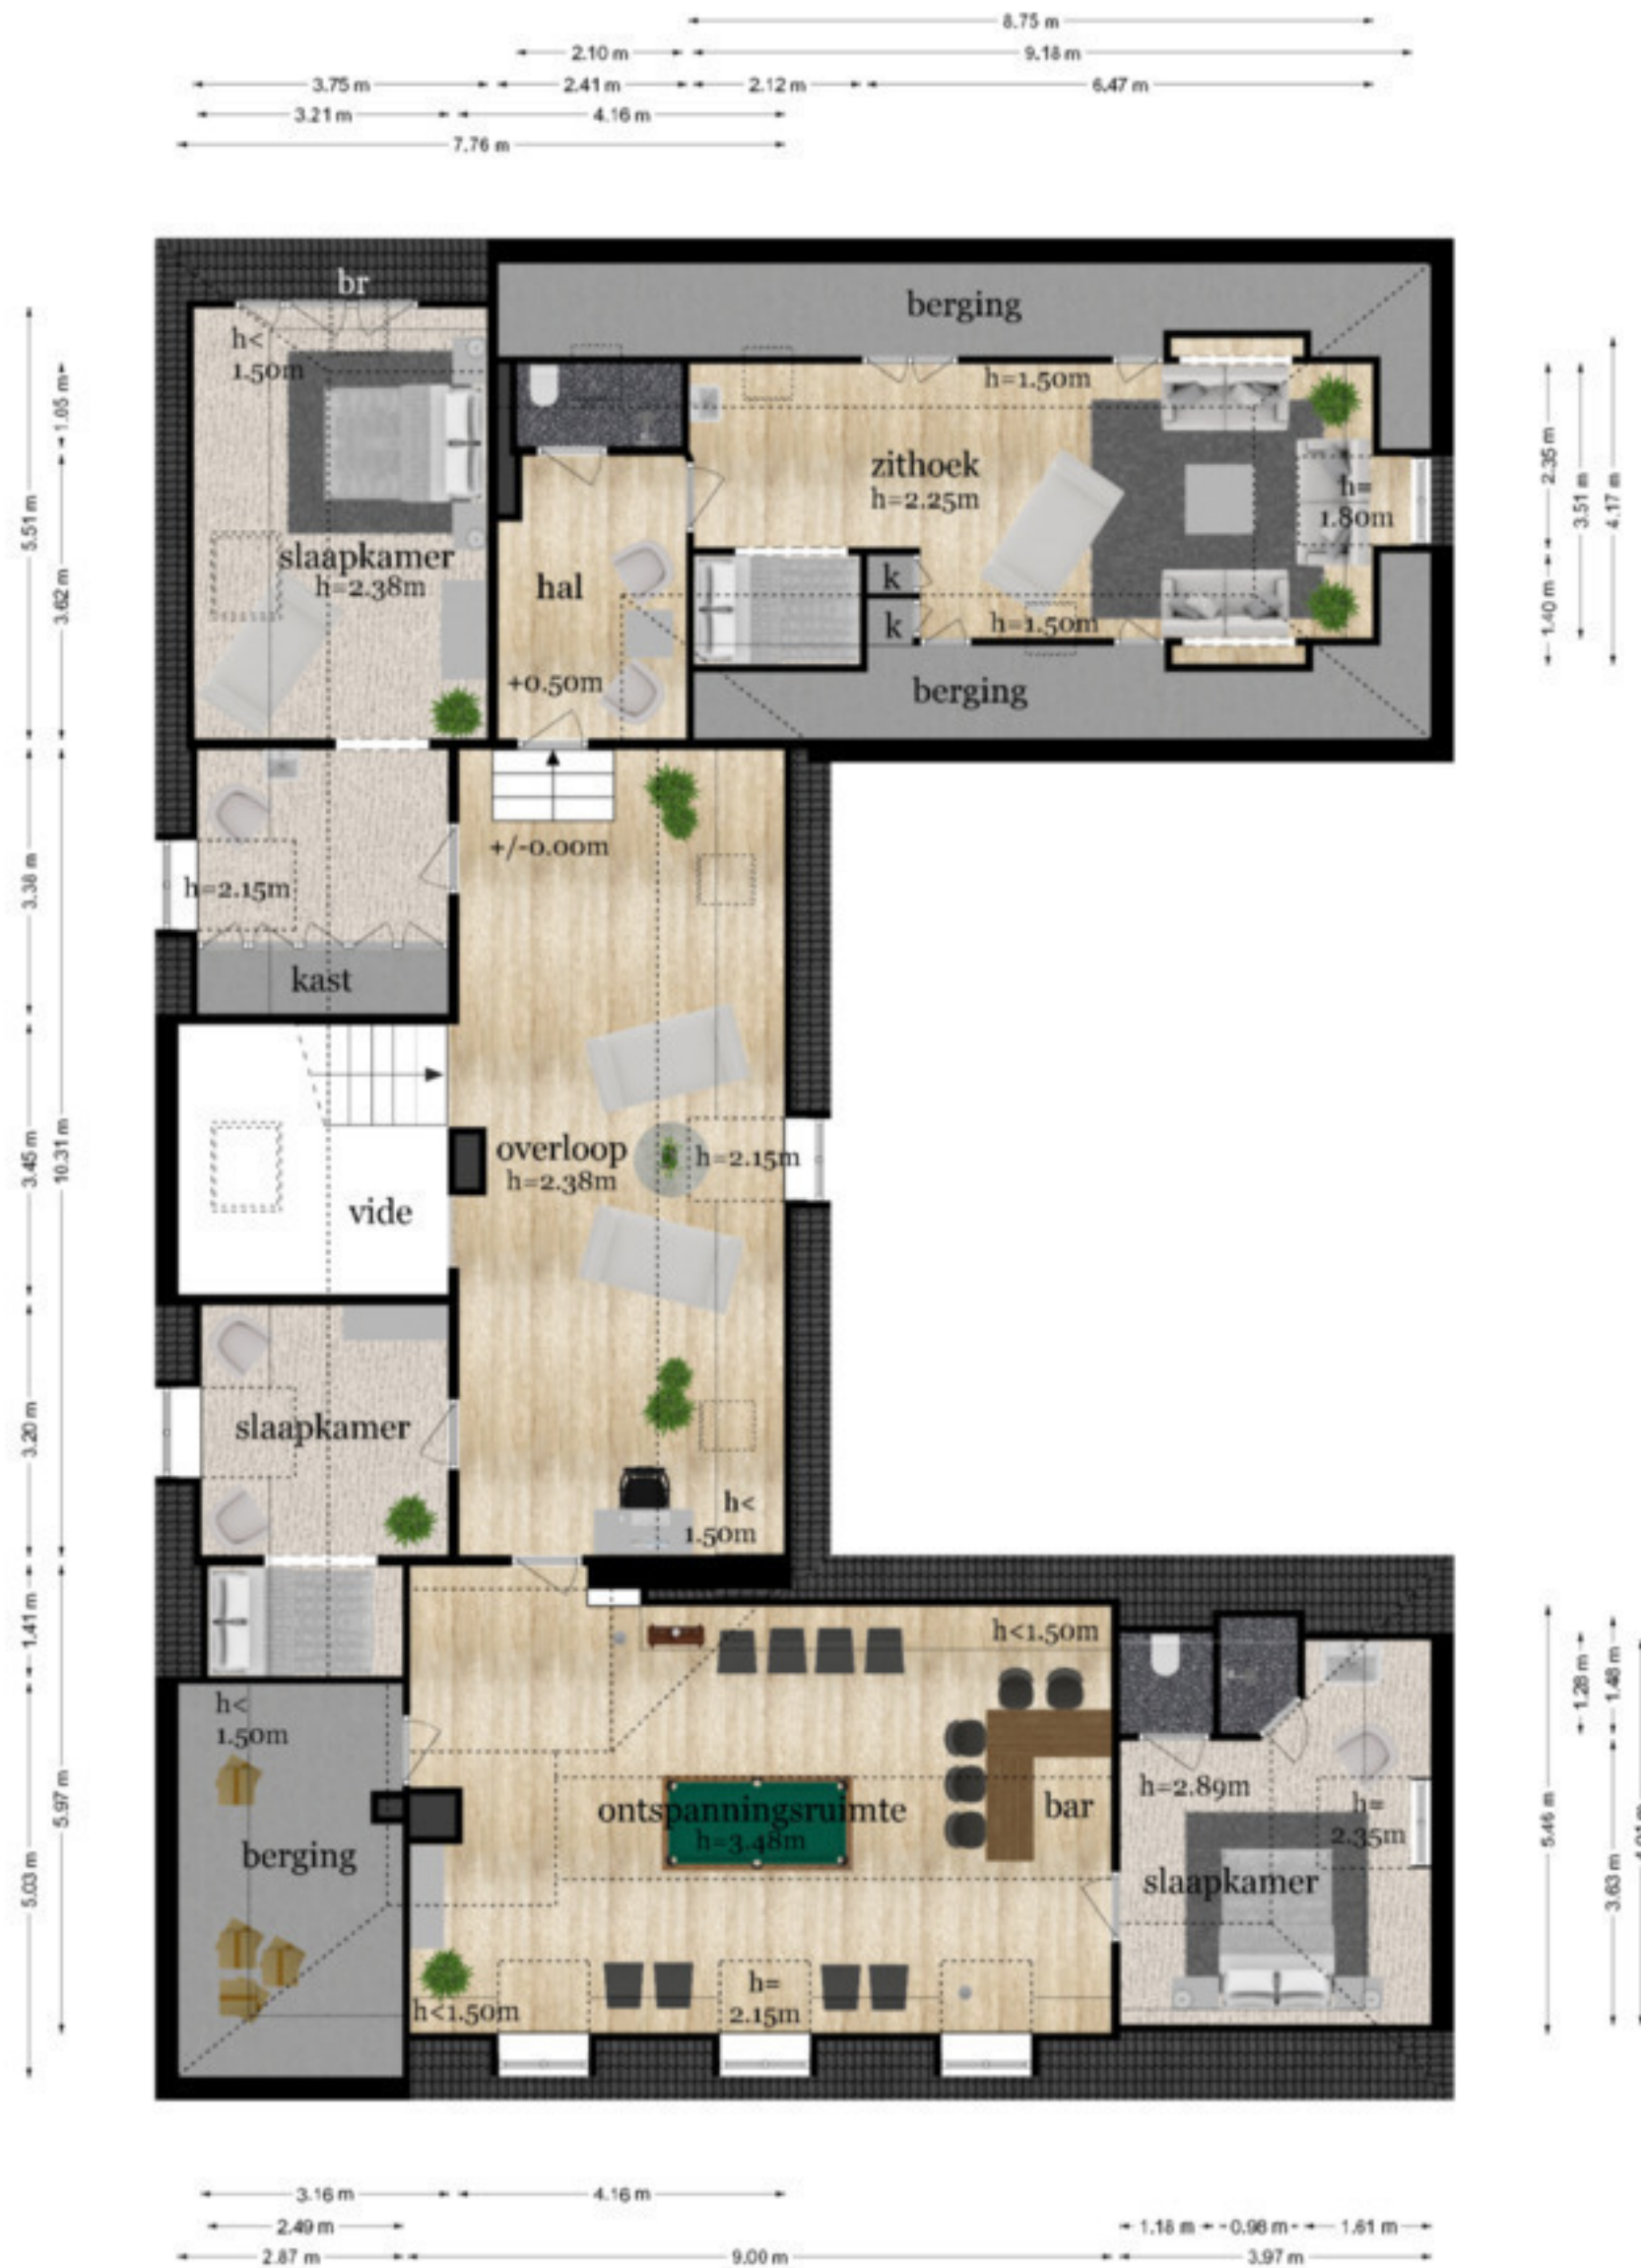 8.75 m
2.10 m
9.18 m
3.75 m
2.41 m
2.12 m
6.47 m
3.21 m
4.16 m
7.76 m
br
berging
h<
1.50m
h=1.50m
zithoek
h=2.25m
h=
1.80m
slaapkamer
h=2.38m
hal
k
k
h=1.50m
+0.50m
berging
5.51 m
1.65 m
3.62 m
2.35 m
3.51 m
4.17 m
1.40 m
+/-0.00m
h=2.15m
kast
3.38 m
3.45 m
10.31 m
overloop
h=2.38m
h=2.15m
vide
slaapkamer
h<
1.50m
3.20 m
1.41 m
5.97 m
5.03 m
h<
1.50m
h<1.50m
berging
ontspanningsruimte
h=3.48m
bar
h=2.89m
h=
2.35m
slaapkamer
h<1.50m
h=
2.15m
1.28 m
1.48 m
5.46 m
3.63 m
3.16 m
4.16 m
2.49 m
1.18 m
0.98 m
1.61 m
2.87 m
9.00 m
3.97 m